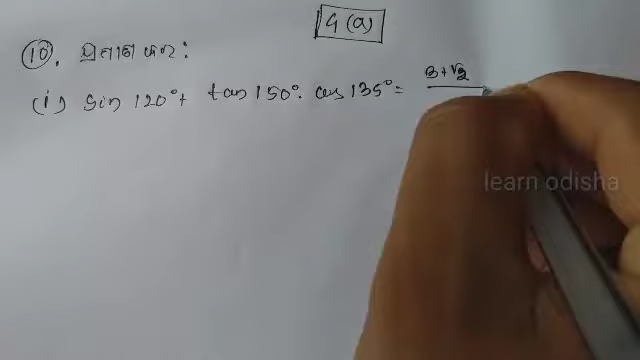 4(a)
10. ପ୍ରମାଣ କର :
(i) sin 120° + tan 150° . cos 135° = 3+√2
learn odisha